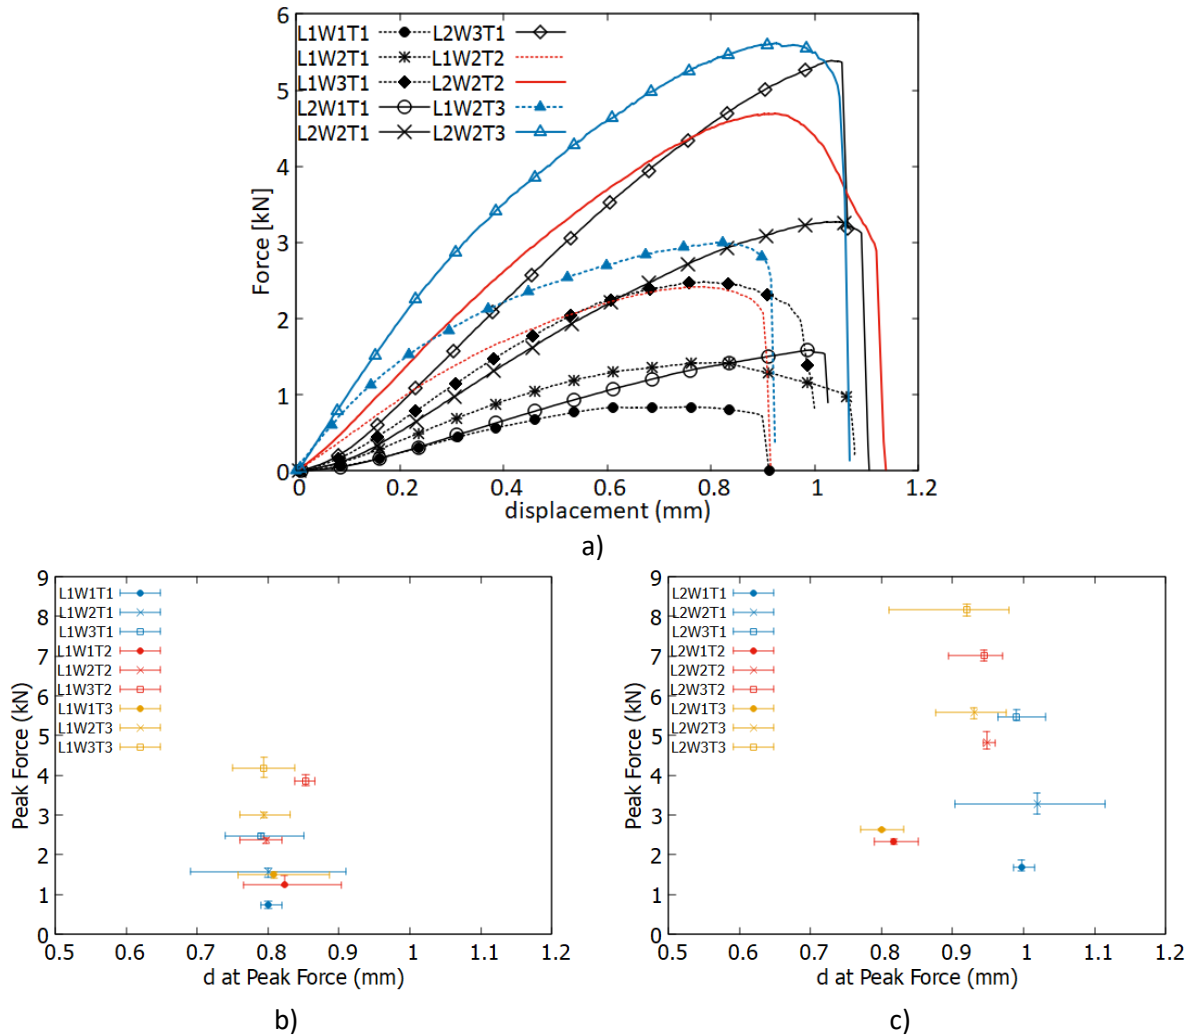 6
5
4
3
2
1
0
Force [kN]
L1W1T1 L2W3T1
L1W2T1 L1W2T2
L1W3T1 L2W2T2
L2W1T1 L1W2T3
L2W2T1 L2W2T3
0 0.2 0.4 0.6 0.8 1 1.2
displacement (mm)
a)
9
8
7
6
5
4
3
2
1
0
Peak Force (kN)
L1W1T1
L1W2T1
L1W3T1
L1W1T2
L1W2T2
L1W3T2
L1W1T3
L1W2T3
L1W3T3
0.5 0.6 0.7 0.8 0.9 1 1.1 1.2
d at Peak Force (mm)
b)
9
8
7
6
5
4
3
2
1
0
Peak Force (kN)
L2W1T1
L2W2T1
L2W3T1
L2W1T2
L2W2T2
L2W3T2
L2W1T3
L2W2T3
L2W3T3
0.5 0.6 0.7 0.8 0.9 1 1.1 1.2
d at Peak Force (mm)
c)